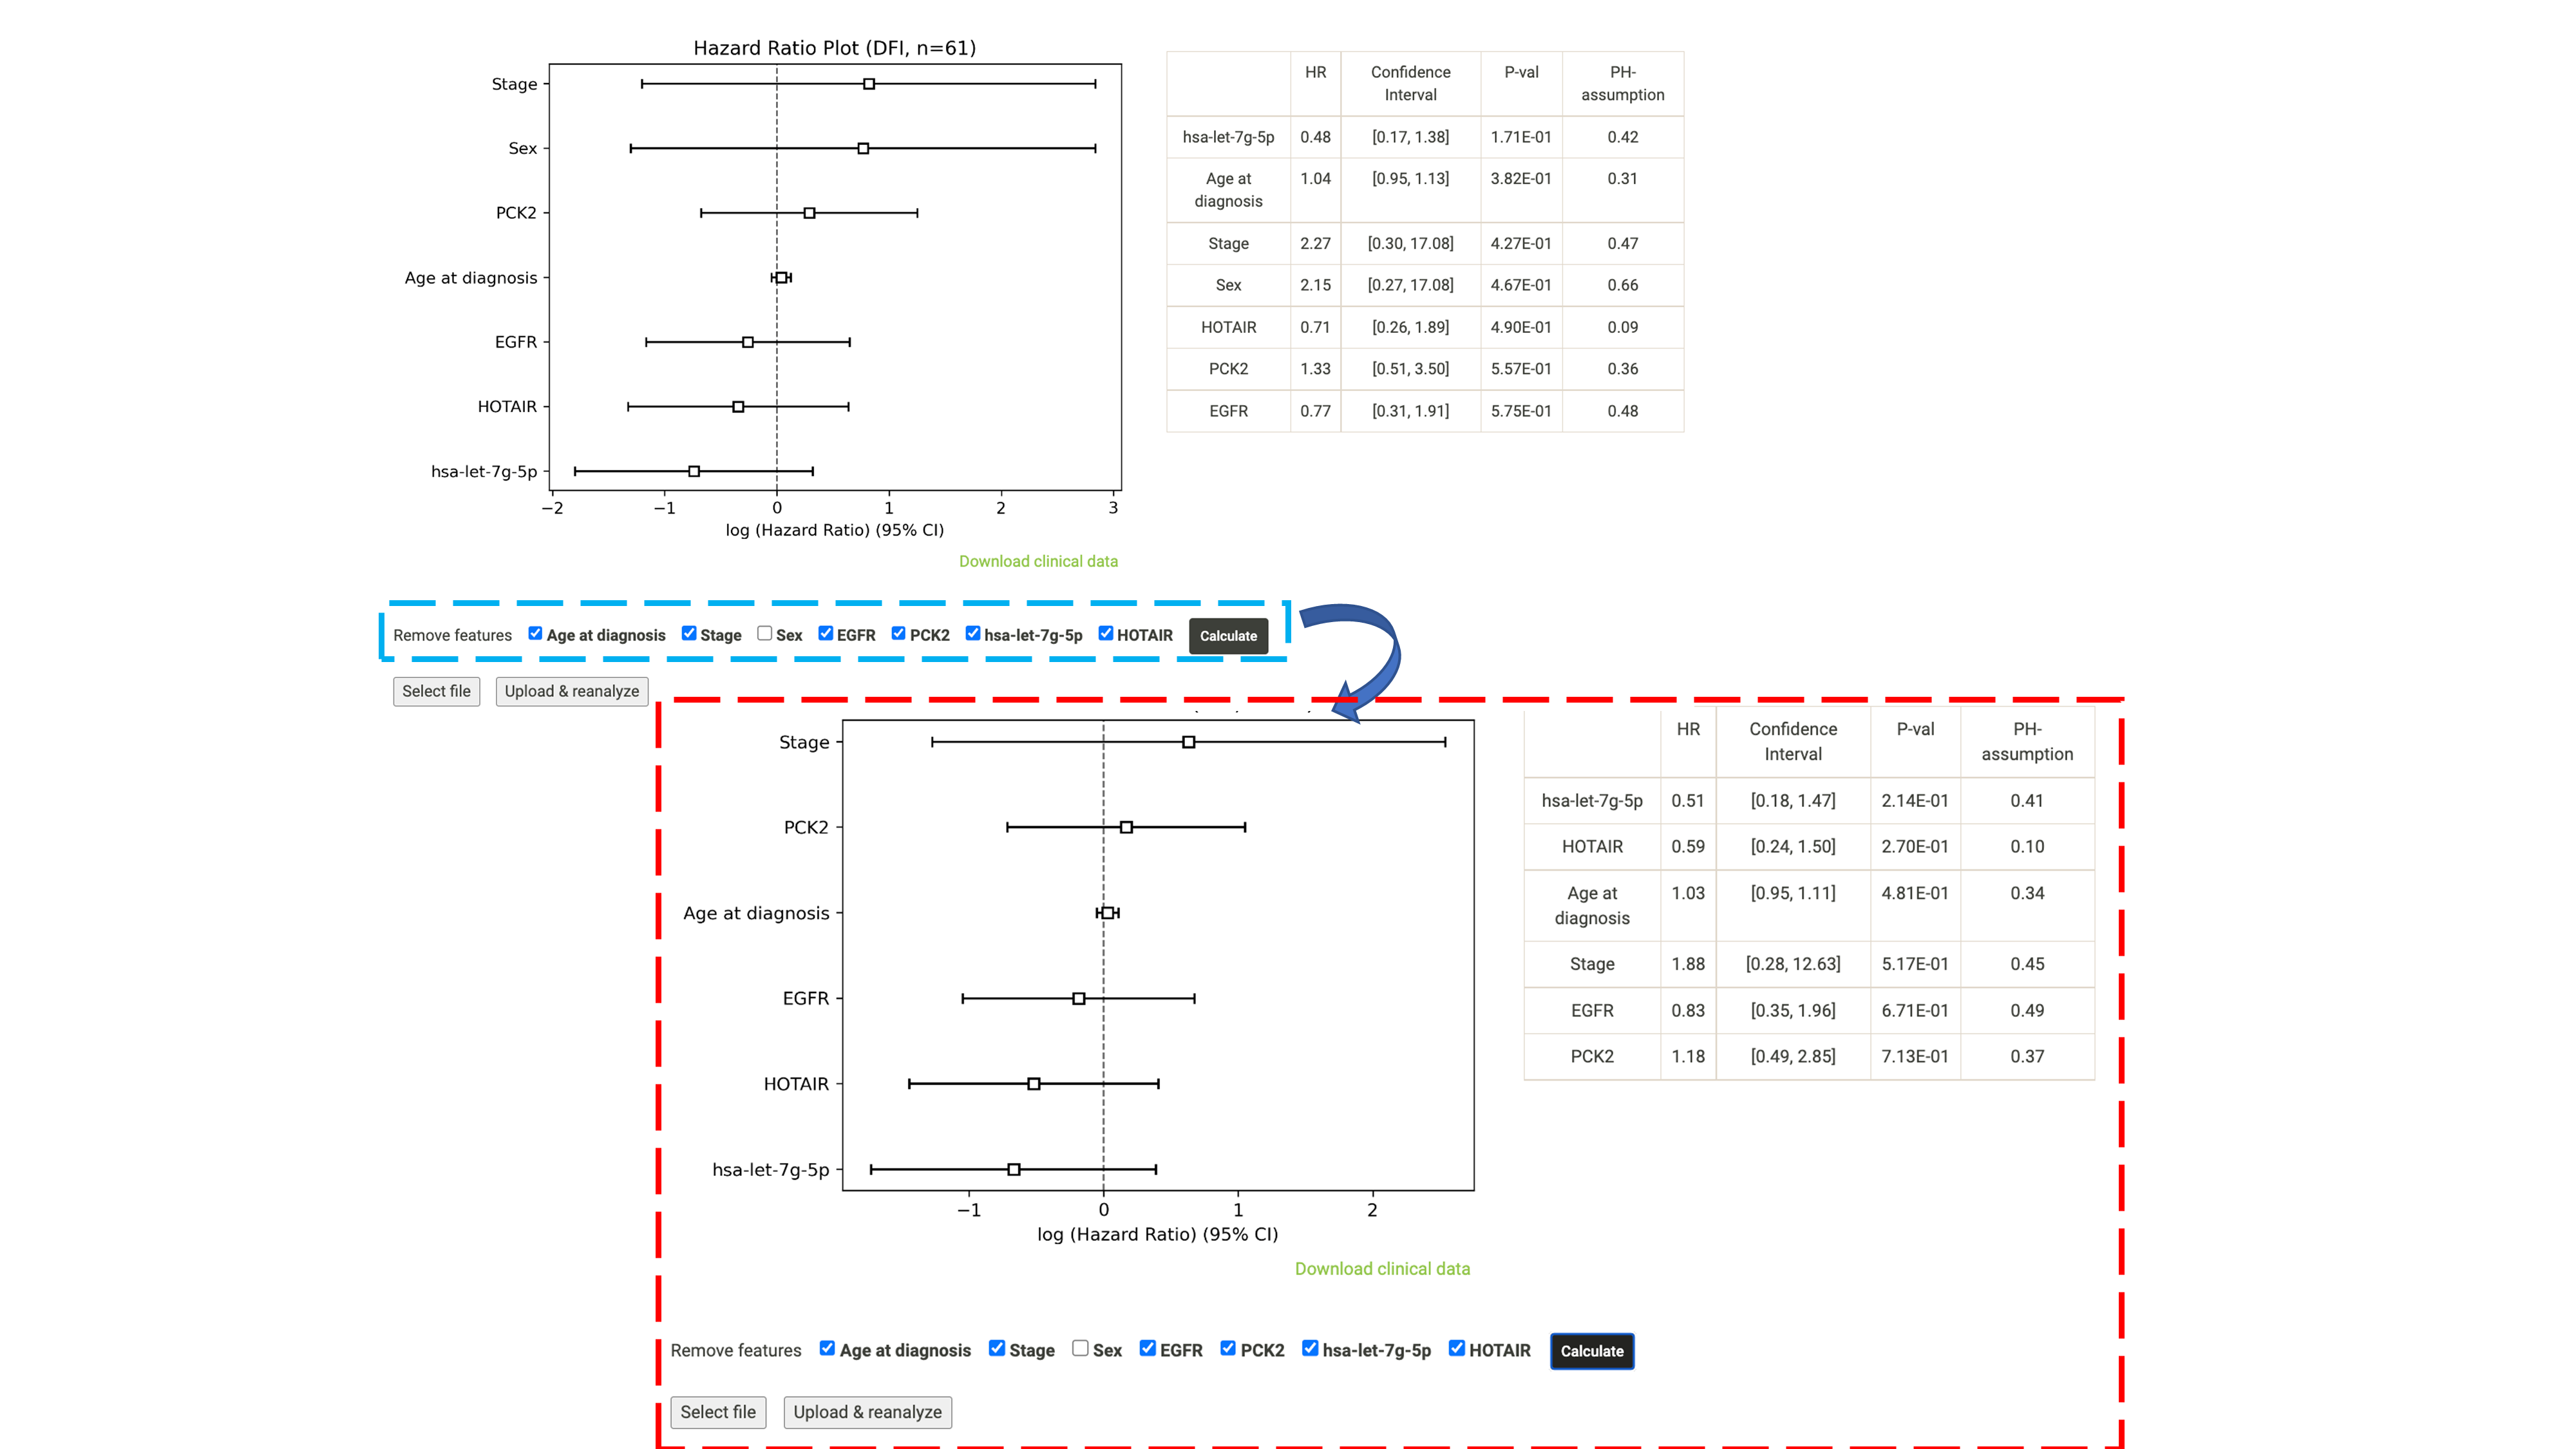 Hazard Ratio Plot (DFI, n=61)
Stage
Sex
PCK2
Age at diagnosis
EGFR
HOTAIR
hsa-let-7g-5p
−2 −1 0 1 2 3
log (Hazard Ratio) (95% CI)
Download clinical data
HR Confidence Interval P-val PH-assumption
hsa-let-7g-5p 0.48 [0.17, 1.38] 1.71E-01 0.42
Age at diagnosis 1.04 [0.95, 1.13] 3.82E-01 0.31
Stage 2.27 [0.30, 17.08] 4.27E-01 0.47
Sex 2.15 [0.27, 17.08] 4.67E-01 0.66
HOTAIR 0.71 [0.26, 1.89] 4.90E-01 0.09
PCK2 1.33 [0.51, 3.50] 5.57E-01 0.36
EGFR 0.77 [0.31, 1.91] 5.75E-01 0.48
Remove features Age at diagnosis Stage Sex EGFR PCK2 hsa-let-7g-5p HOTAIR Calculate
Select file Upload & reanalyze
Stage
PCK2
Age at diagnosis
EGFR
HOTAIR
hsa-let-7g-5p
−1 0 1 2
log (Hazard Ratio) (95% CI)
Download clinical data
HR Confidence Interval P-val PH-assumption
hsa-let-7g-5p 0.51 [0.18, 1.47] 2.14E-01 0.41
HOTAIR 0.59 [0.24, 1.50] 2.70E-01 0.10
Age at diagnosis 1.03 [0.95, 1.11] 4.81E-01 0.34
Stage 1.88 [0.28, 12.63] 5.17E-01 0.45
EGFR 0.83 [0.35, 1.96] 6.71E-01 0.49
PCK2 1.18 [0.49, 2.85] 7.13E-01 0.37
Remove features Age at diagnosis Stage Sex EGFR PCK2 hsa-let-7g-5p HOTAIR Calculate
Select file Upload & reanalyze